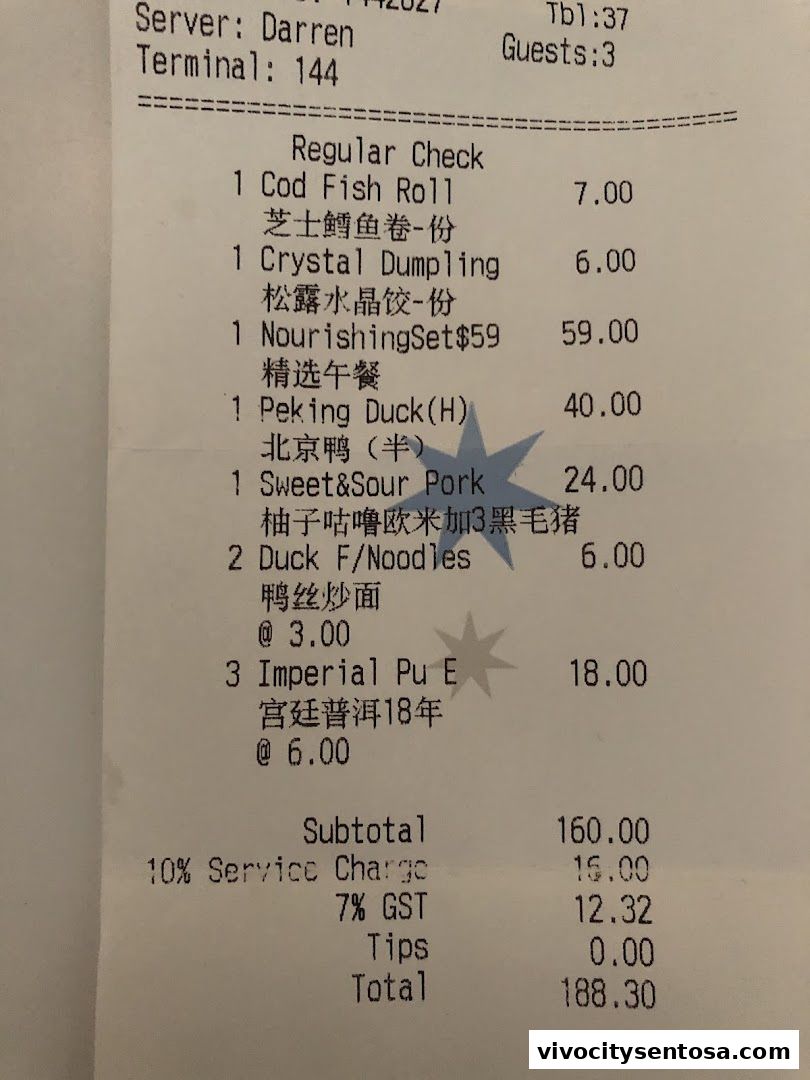 Server: Darren
Tbl:37
Terminal: 144
Guests:3
================================
Regular Check
1 Cod Fish Roll 7.00
芝士鳕鱼卷-份
1 Crystal Dumpling 6.00
松露水晶饺-份
1 NourishingSet$59 59.00
精选午餐
1 Peking Duck(H) 40.00
北京鸭（半）
1 Sweet&Sour Pork 24.00
柚子咕噜欧米加3黑毛猪
2 Duck F/Noodles 6.00
鸭丝炒面
@ 3.00
3 Imperial Pu E 18.00
宫廷普洱18年
@ 6.00
Subtotal 160.00
10% Service Charge 16.00
7% GST 12.32
Tips 0.00
Total 188.30
vivocitysentosa.com